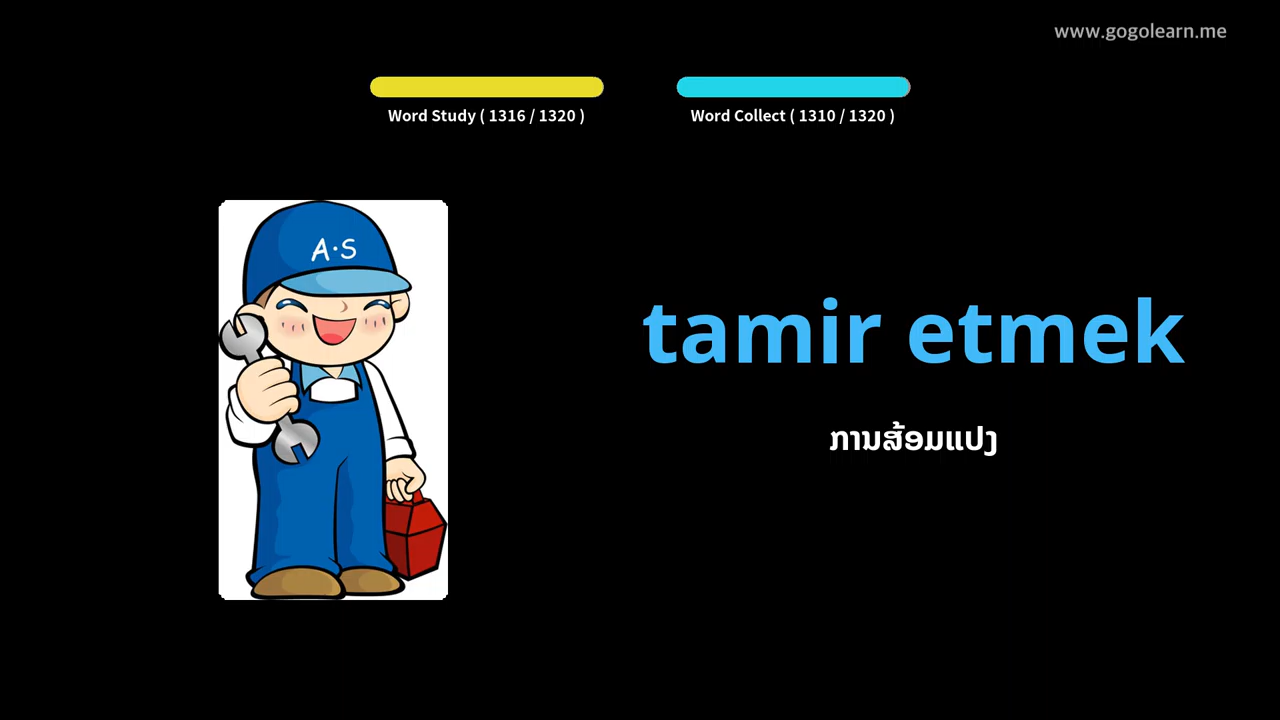 www.gogolearn.me
Word Study ( 1316 / 1320 )
Word Collect ( 1310 / 1320 )
A·S
tamir etmek
ການສ້ອມແປງ